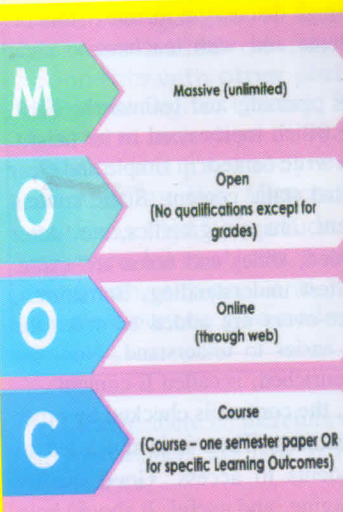 M
Massive (unlimited)
O
Open
(No qualifications except for
grades)
O
Online
(through web)
C
Course
(Course – one semester paper OR
for specific Learning Outcomes)